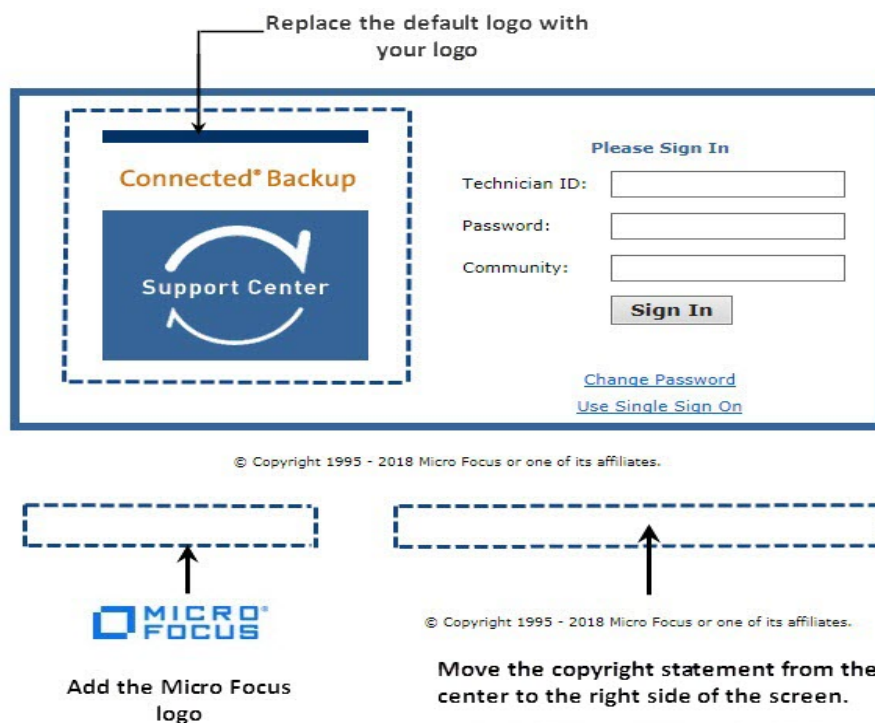 Replace the default logo with
your logo
Connected® Backup
Support Center
Please Sign In
Technician ID:
Password:
Community:
Sign In
Change Password
Use Single Sign On
© Copyright 1995 - 2018 Micro Focus or one of its affiliates.
MICRO®
FOCUS
Add the Micro Focus
logo
© Copyright 1995 - 2018 Micro Focus or one of its affiliates.
Move the copyright statement from the
center to the right side of the screen.